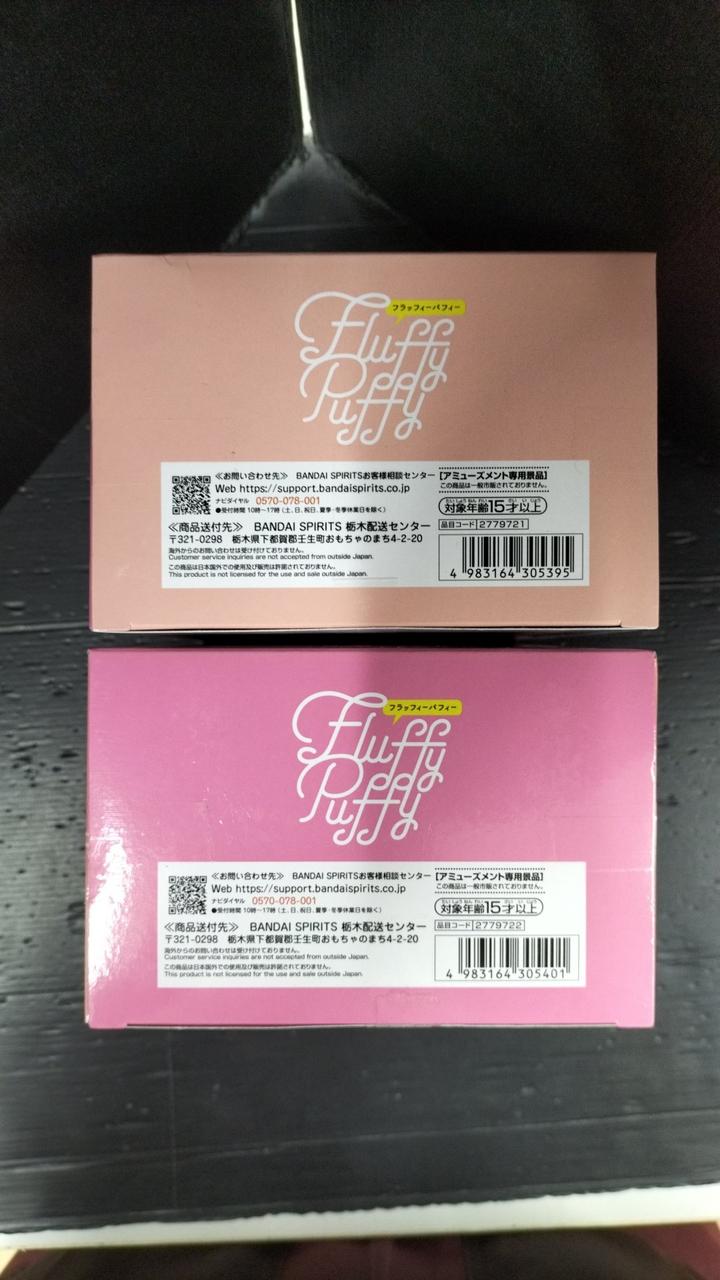 フラッフィーパフィー
Fluffy
Puffy
≪お問い合わせ先≫ BANDAI SPIRITSお客様相談センター
Web https://support.bandaispirits.co.jp
ナビダイヤル 0570-078-001
●受付時間 10時〜17時(土、日、祝日、夏季・冬季休業日を除く)
≪商品送付先≫ BANDAI SPIRITS 栃木配送センター
〒321-0298 栃木県下都賀郡壬生町おもちゃのまち4-2-20
海外からのお問い合わせは受け付けておりません。
Customer service inquiries are not accepted from outside Japan.
この商品は日本国外での使用及び販売は許諾されておりません。
This product is not licensed for the use and sale outside Japan.
[アミューズメント専用景品]
この商品は一般市販されておりません。
対象年齢15才以上
品目コード 2779721
4 983164 305395
フラッフィーパフィー
Fluffy
Puffy
≪お問い合わせ先≫ BANDAI SPIRITSお客様相談センター
Web https://support.bandaispirits.co.jp
ナビダイヤル 0570-078-001
●受付時間 10時〜17時(土、日、祝日、夏季・冬季休業日を除く)
≪商品送付先≫ BANDAI SPIRITS 栃木配送センター
〒321-0298 栃木県下都賀郡壬生町おもちゃのまち4-2-20
海外からのお問い合わせは受け付けておりません。
Customer service inquiries are not accepted from outside Japan.
この商品は日本国外での使用及び販売は許諾されておりません。
This product is not licensed for the use and sale outside Japan.
[アミューズメント専用景品]
この商品は一般市販されておりません。
対象年齢15才以上
品目コード 2779722
4 983164 305401